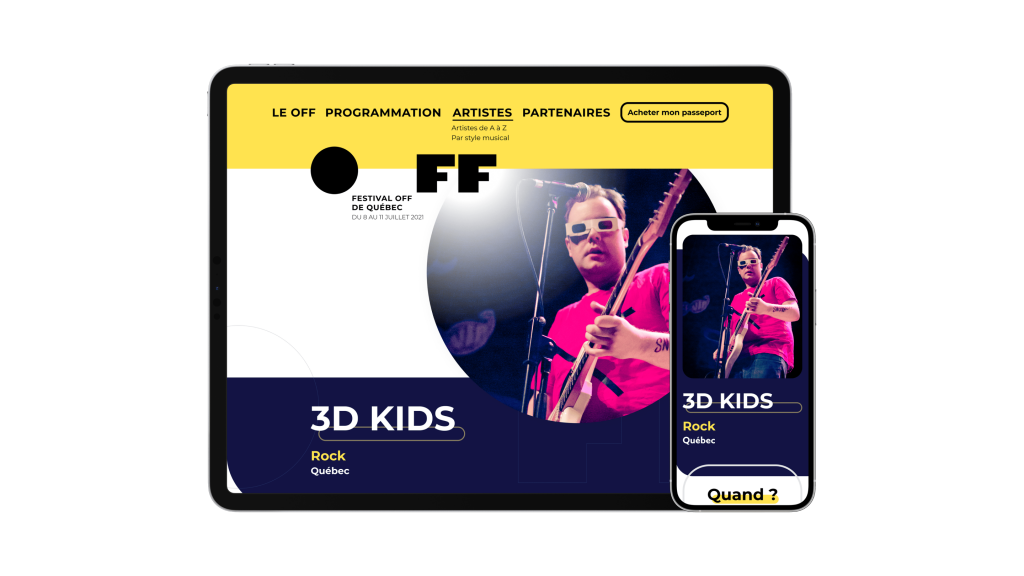 LE OFF PROGRAMMATION ARTISTES PARTENAIRES Acheter mon passeport
Artistes de A à Z
Par style musical
FF
FESTIVAL OFF
DE QUÉBEC
DU 8 AU 11 JUILLET 2021
SN
3D KIDS
Rock
Québec
3D KIDS
Rock
Québec
Quand ?